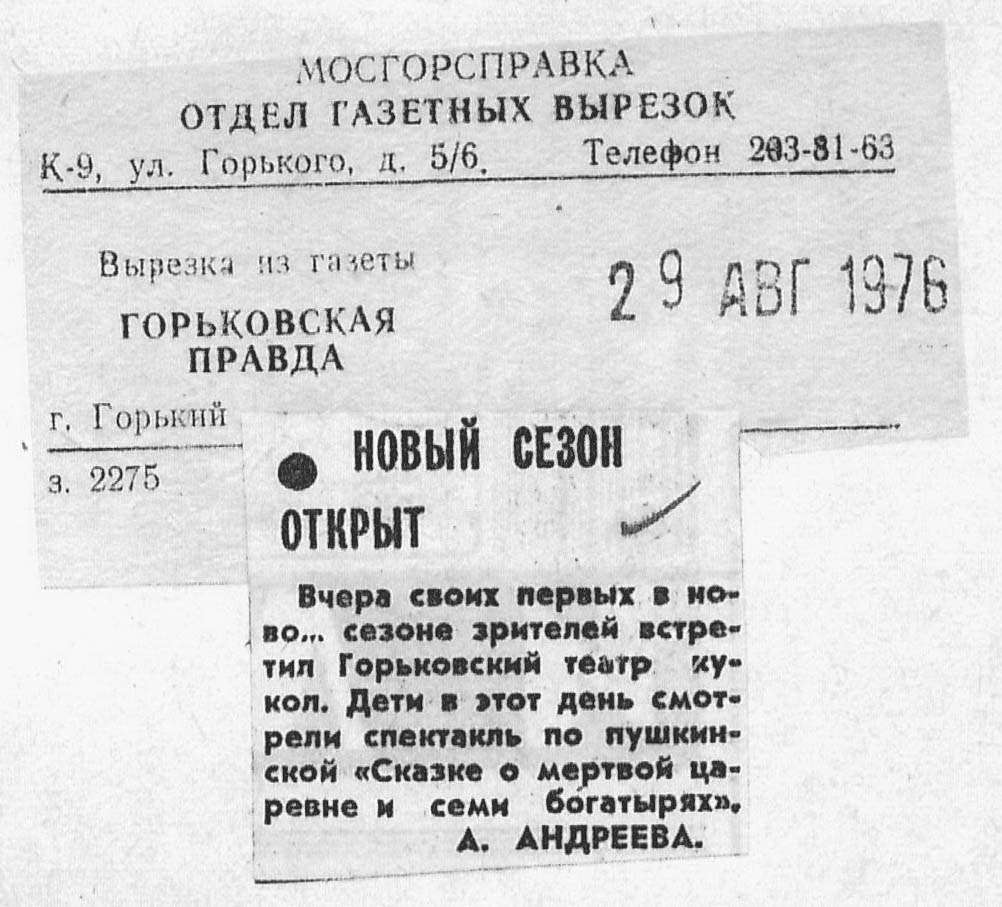 МОСГОРСПРАВКА
ОТДЕЛ ГАЗЕТНЫХ ВЫРЕЗОК
К-9, ул. Горького, д. 5/6. Телефон 203-81-63
Вырезка из газеты
29 АВГ 1976
ГОРЬКОВСКАЯ
ПРАВДА
г. Горький
з. 2275
● НОВЫЙ СЕЗОН
ОТКРЫТ
Вчера своих первых в но-
во... сезоне зрителей встре-
тил Горьковский театр ку-
кол. Дети в этот день смот-
рели спектакль по пушкин-
ской «Сказке о мертвой ца-
ревне и семи богатырях».
А. АНДРЕЕВА.